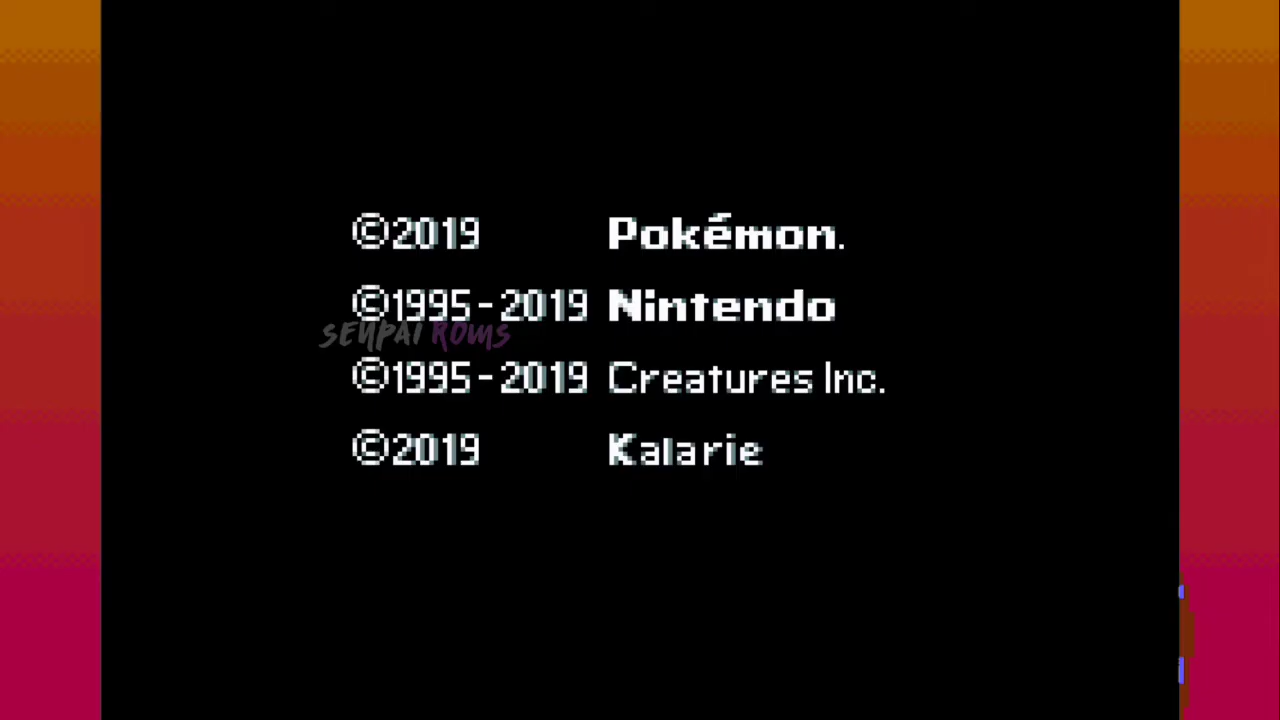 ©2019 Pokémon.
©1995-2019 Nintendo
SENPAI ROMS
©1995-2019 Creatures Inc.
©2019 Kalarie